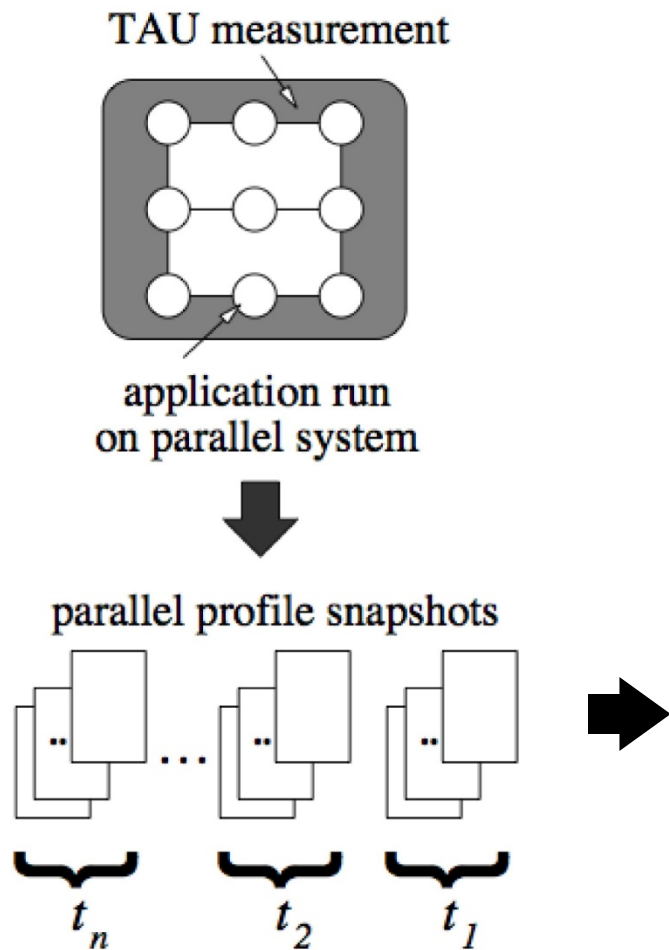 TAU measurement
application run
on parallel system
parallel profile snapshots
.. ... .. ..
t_n t_2 t_1